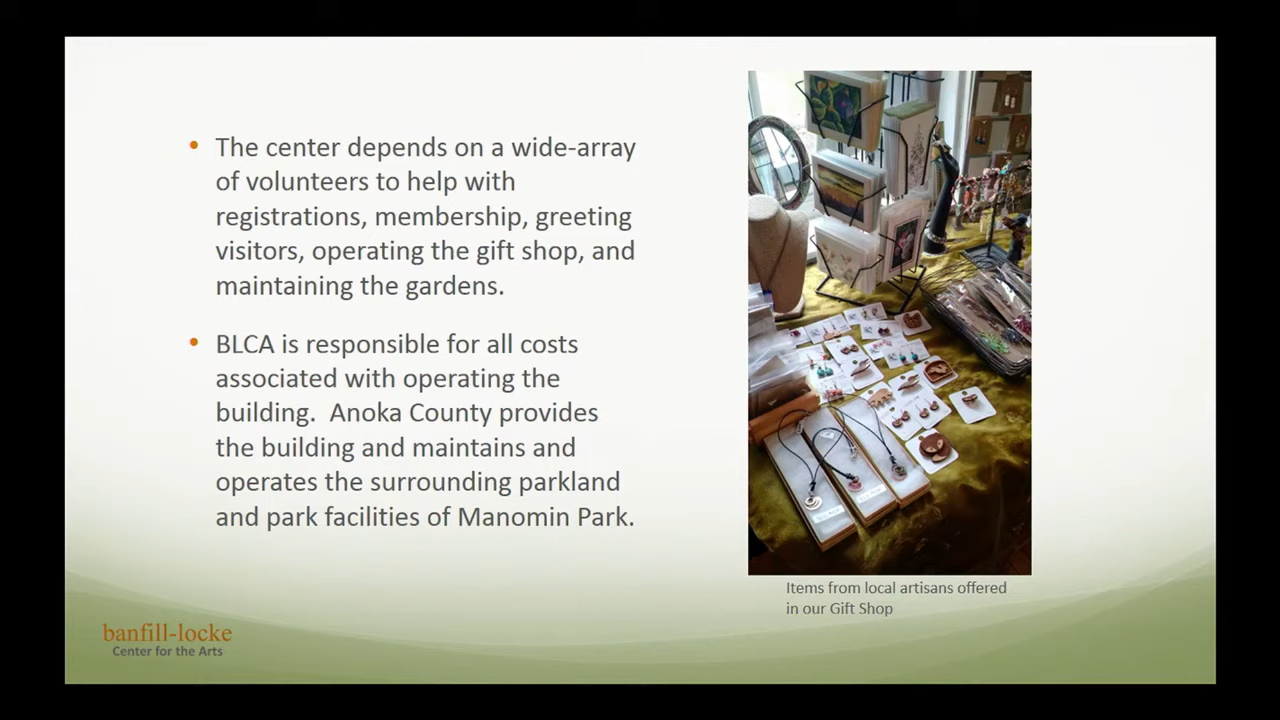 • The center depends on a wide-array
of volunteers to help with
registrations, membership, greeting
visitors, operating the gift shop, and
maintaining the gardens.
• BLCA is responsible for all costs
associated with operating the
building.  Anoka County provides
the building and maintains and
operates the surrounding parkland
and park facilities of Manomin Park.
Items from local artisans offered
in our Gift Shop
banfill-locke
Center for the Arts